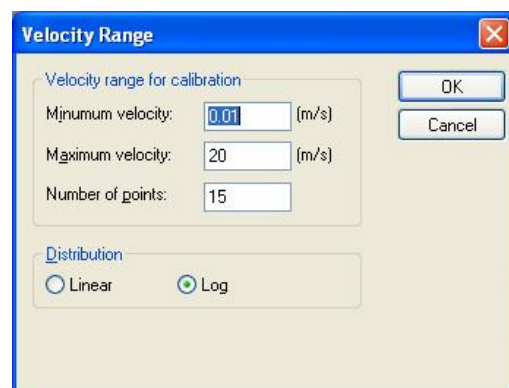 Velocity Range
Velocity range for calibration
Minumum velocity: 0.01 (m/s)
Maximum velocity: 20 (m/s)
Number of points: 15
OK
Cancel
Distribution
Linear Log